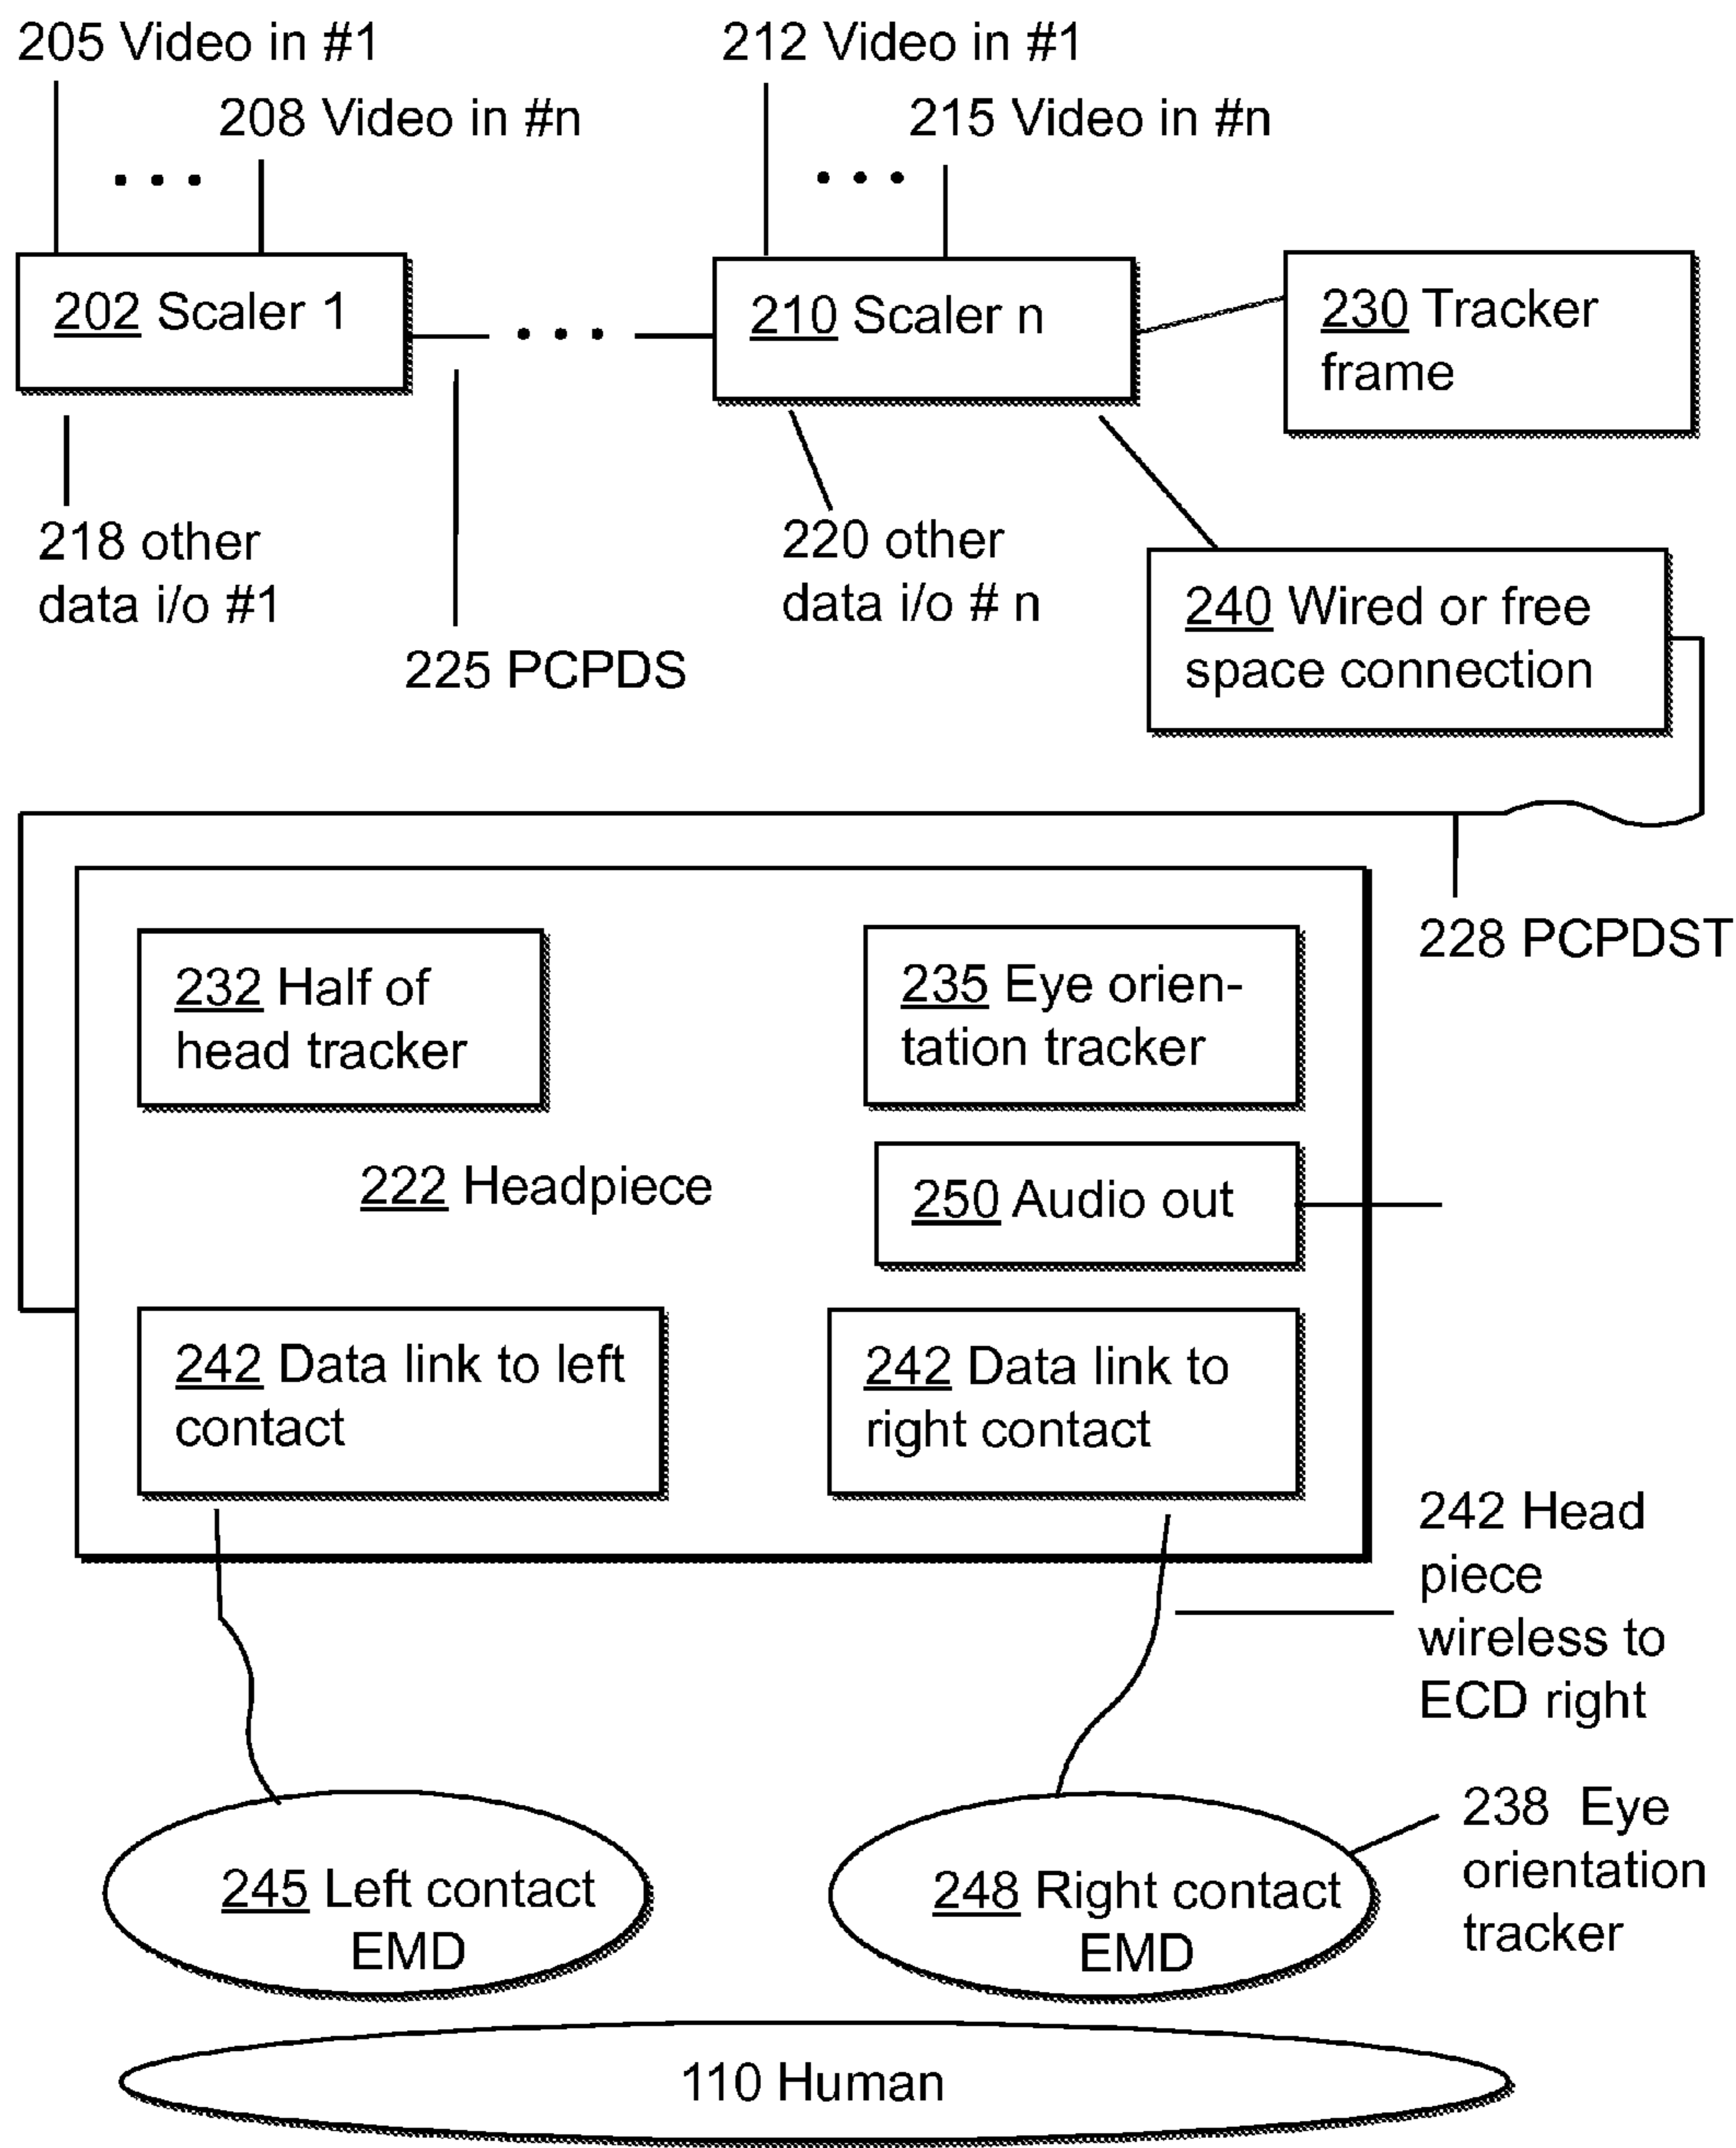 205 Video in #1
212 Video in #1
208 Video in #n
215 Video in #n
202 Scaler 1
210 Scaler n
230 Tracker
frame
218 other
data i/o #1
220 other
data i/o # n
225 PCPDS
240 Wired or free
space connection
228 PCPDST
232 Half of
head tracker
235 Eye orien-
tation tracker
222 Headpiece
250 Audio out
242 Data link to left
contact
242 Data link to
right contact
242 Head
piece
wireless to
ECD right
238 Eye
orientation
tracker
245 Left contact
EMD
248 Right contact
EMD
110 Human